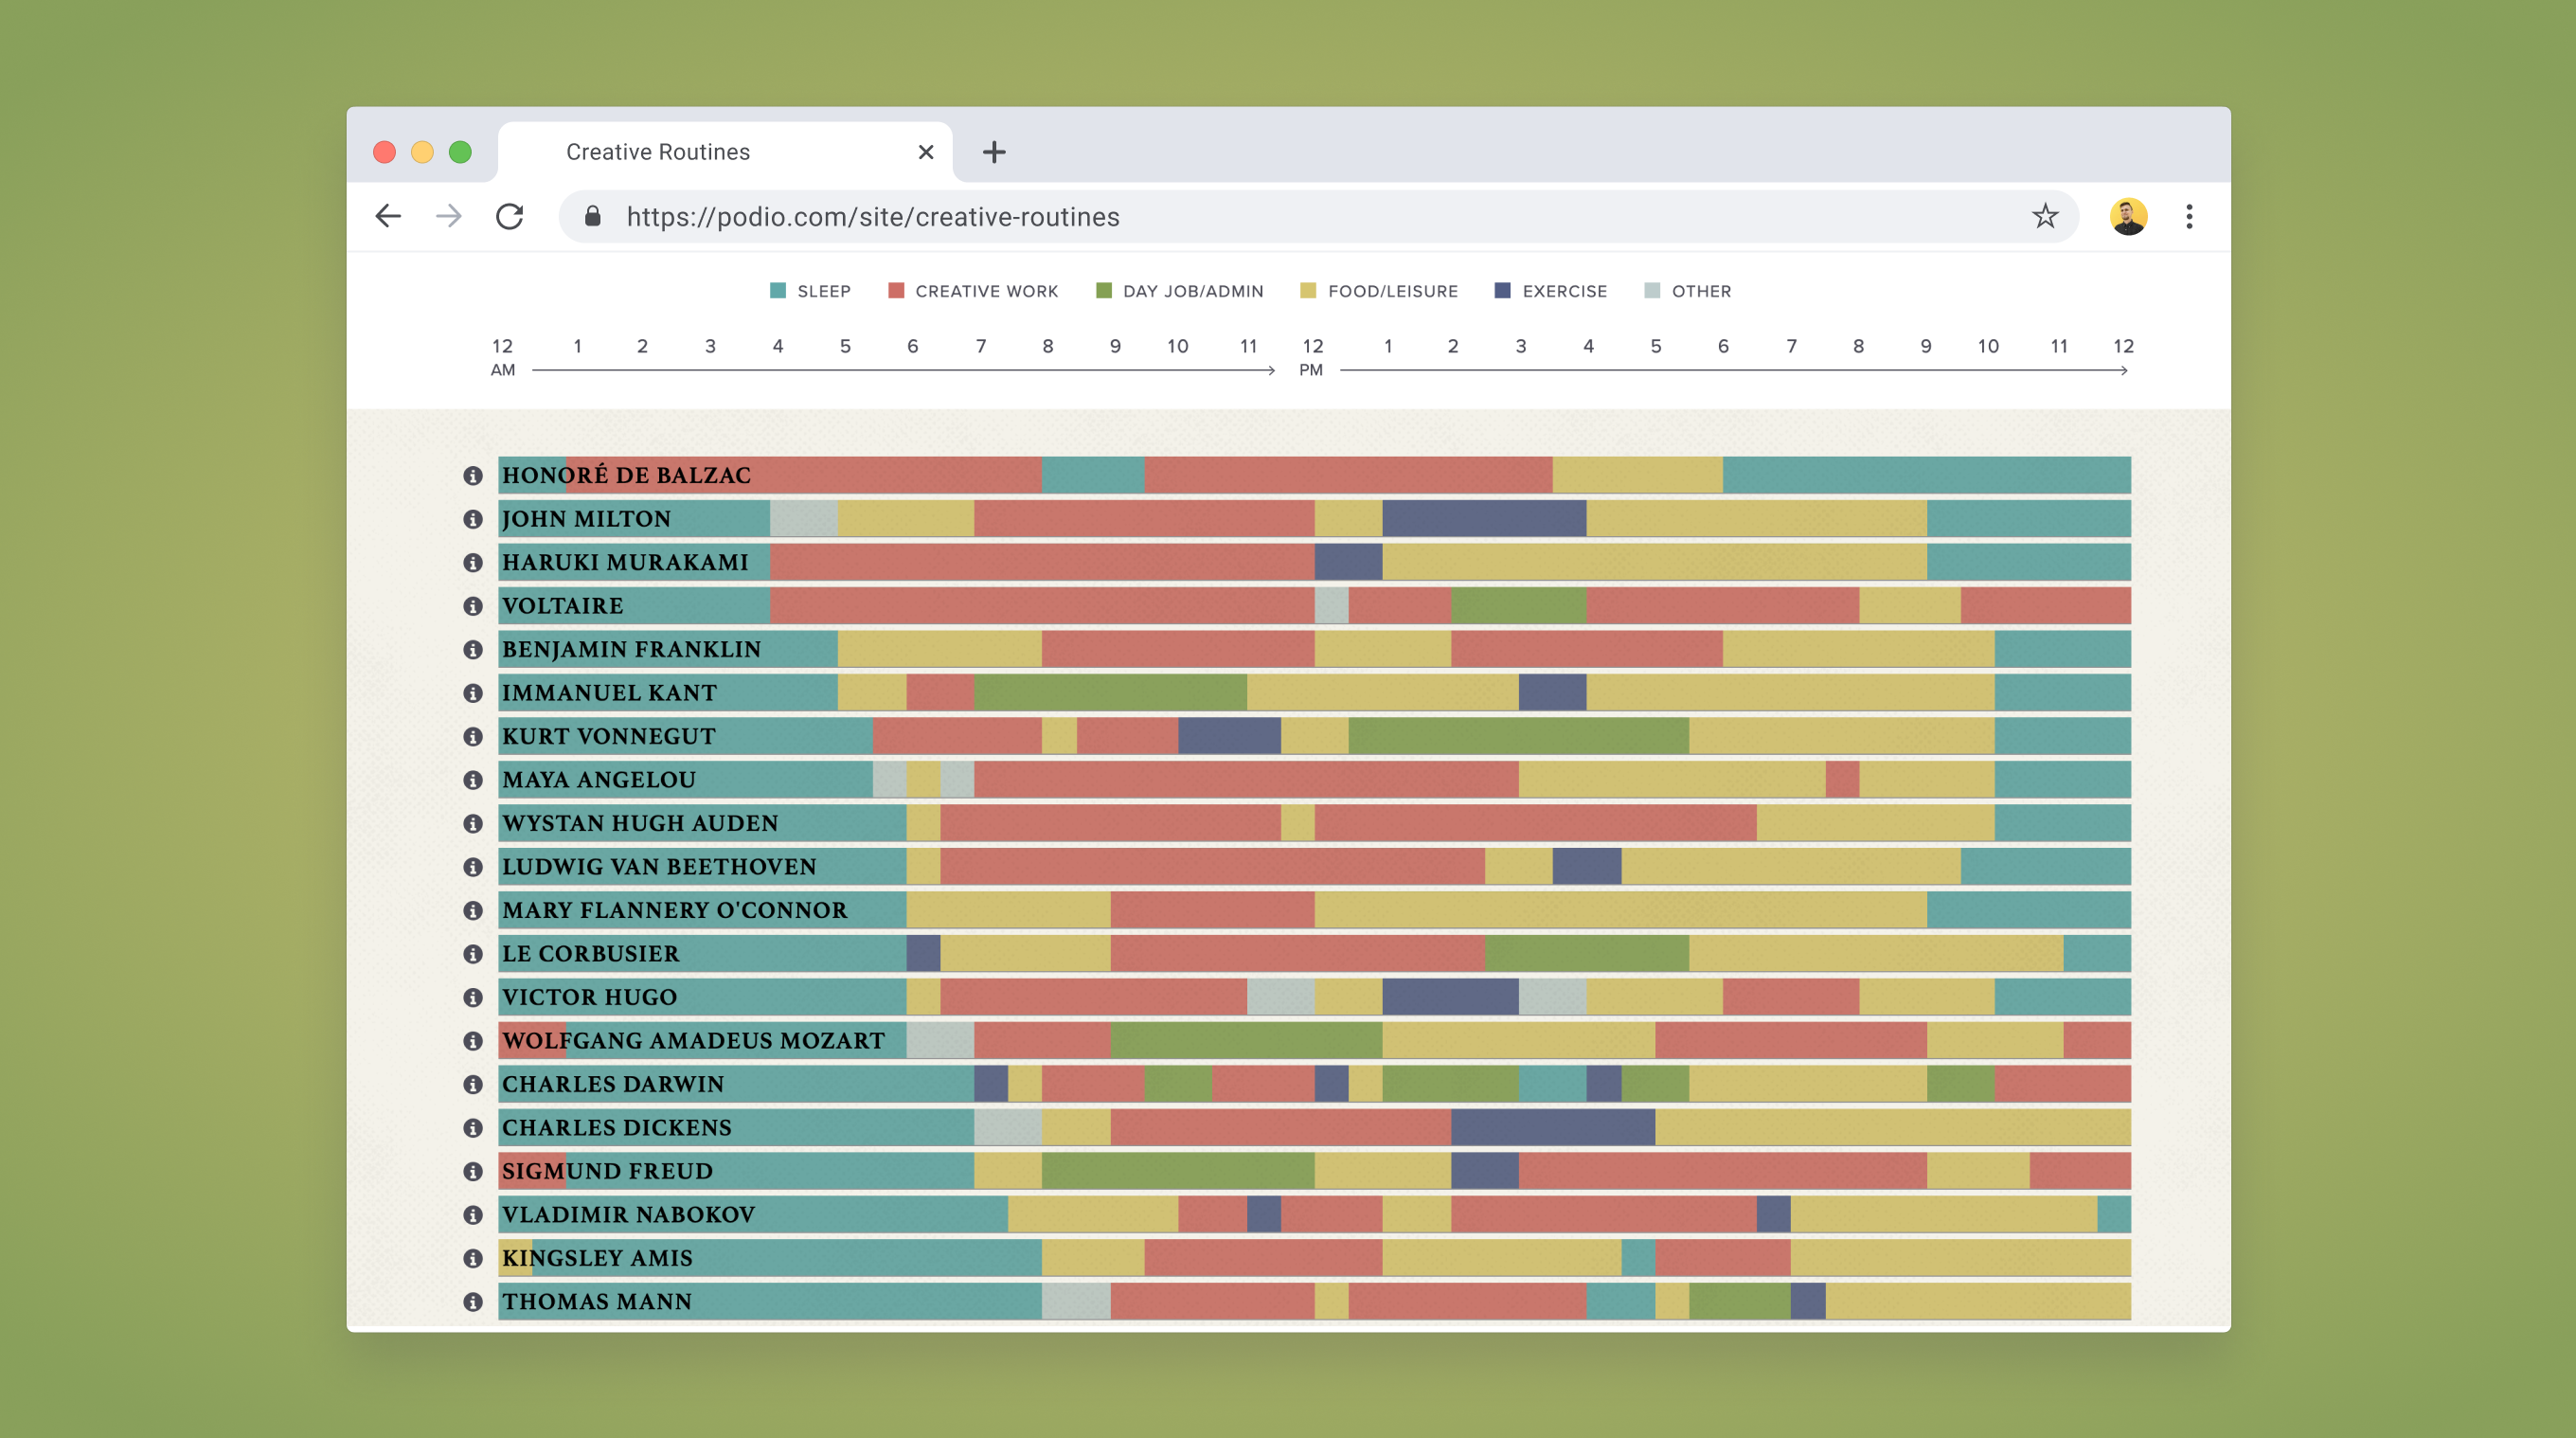 Creative Routines
https://podio.com/site/creative-routines
SLEEP CREATIVE WORK DAY JOB/ADMIN FOOD/LEISURE EXERCISE OTHER
12 1 2 3 4 5 6 7 8 9 10 11 12 1 2 3 4 5 6 7 8 9 10 11 12
AM PM
HONORÉ DE BALZAC
JOHN MILTON
HARUKI MURAKAMI
VOLTAIRE
BENJAMIN FRANKLIN
IMMANUEL KANT
KURT VONNEGUT
MAYA ANGELOU
WYSTAN HUGH AUDEN
LUDWIG VAN BEETHOVEN
MARY FLANNERY O'CONNOR
LE CORBUSIER
VICTOR HUGO
WOLFGANG AMADEUS MOZART
CHARLES DARWIN
CHARLES DICKENS
SIGMUND FREUD
VLADIMIR NABOKOV
KINGSLEY AMIS
THOMAS MANN